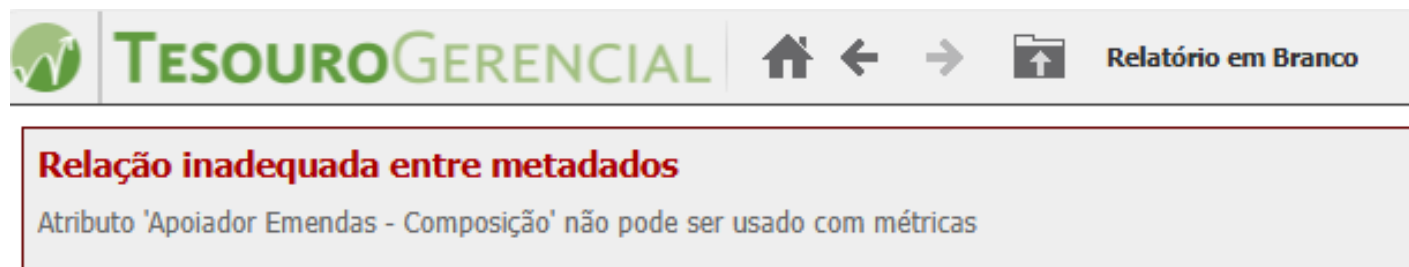 TESOUROGERENCIAL
Relatório em Branco
Relação inadequada entre metadados
Atributo 'Apoiador Emendas - Composição' não pode ser usado com métricas